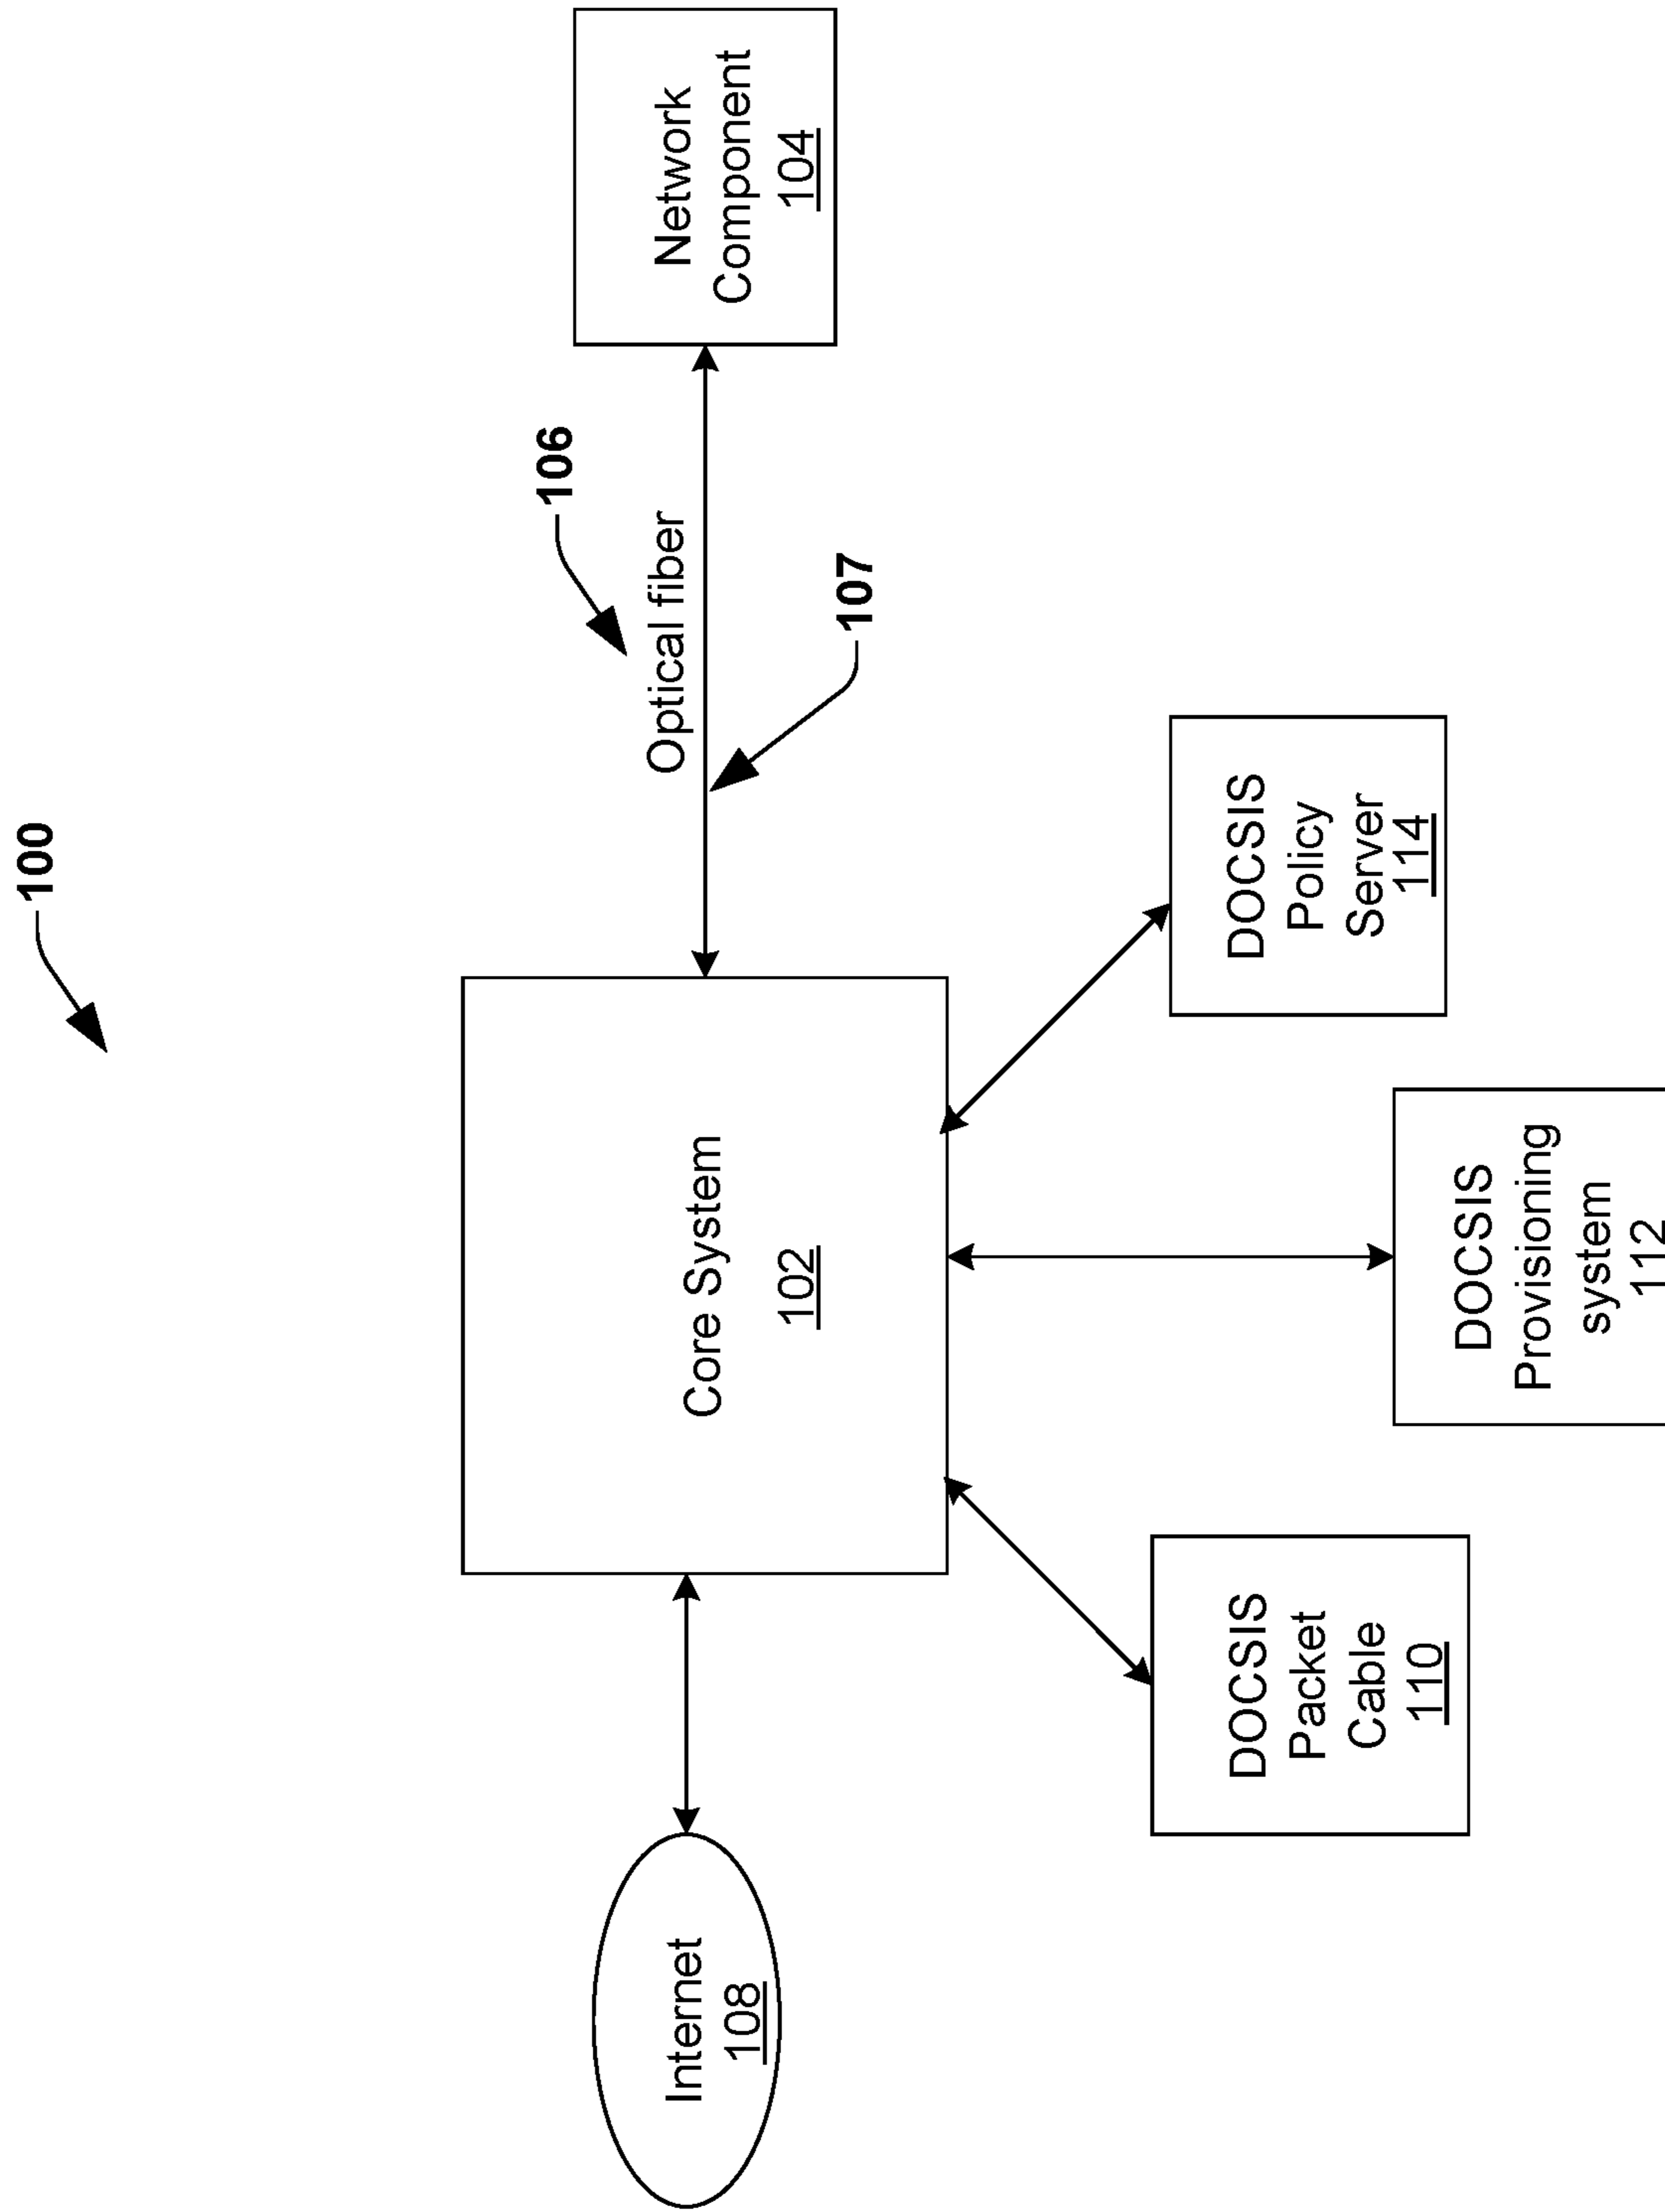 100
106
Optical fiber
107
Network
Component
104
Core System
102
Internet
108
DOCSIS
Packet
Cable
110
DOCSIS
Provisioning
system
112
DOCSIS
Policy
Server
114